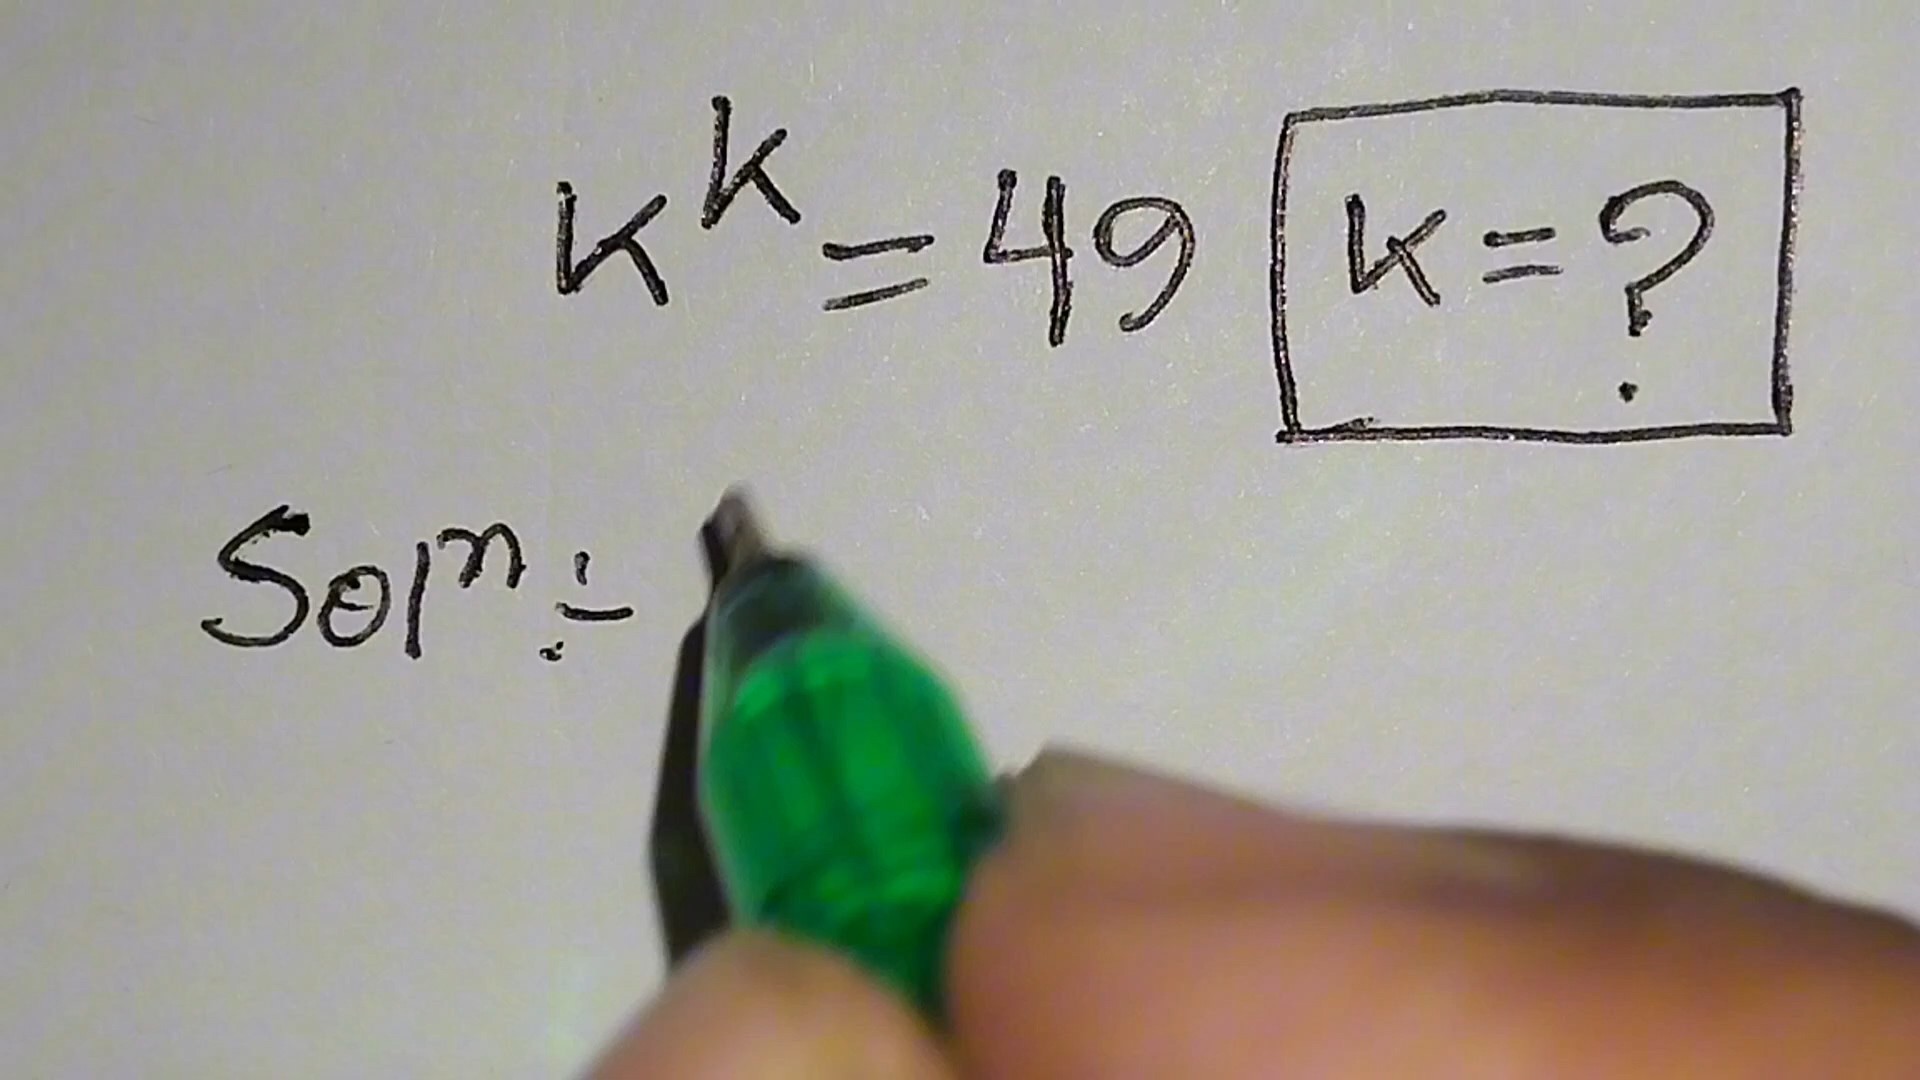 k^k = 49 k = ?
Solⁿ :-